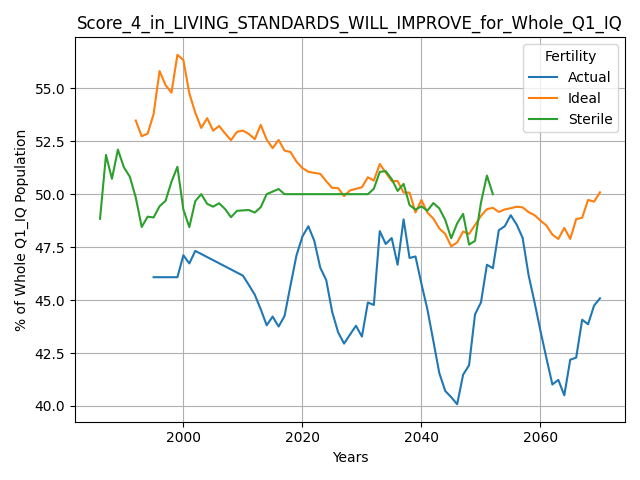 Score_4_in_LIVING_STANDARDS_WILL_IMPROVE_for_Whole_Q1_IQ
Fertility
Actual
Ideal
Sterile
% of Whole Q1_IQ Population
55.0
52.5
50.0
47.5
45.0
42.5
40.0
2000
2020
2040
2060
Years